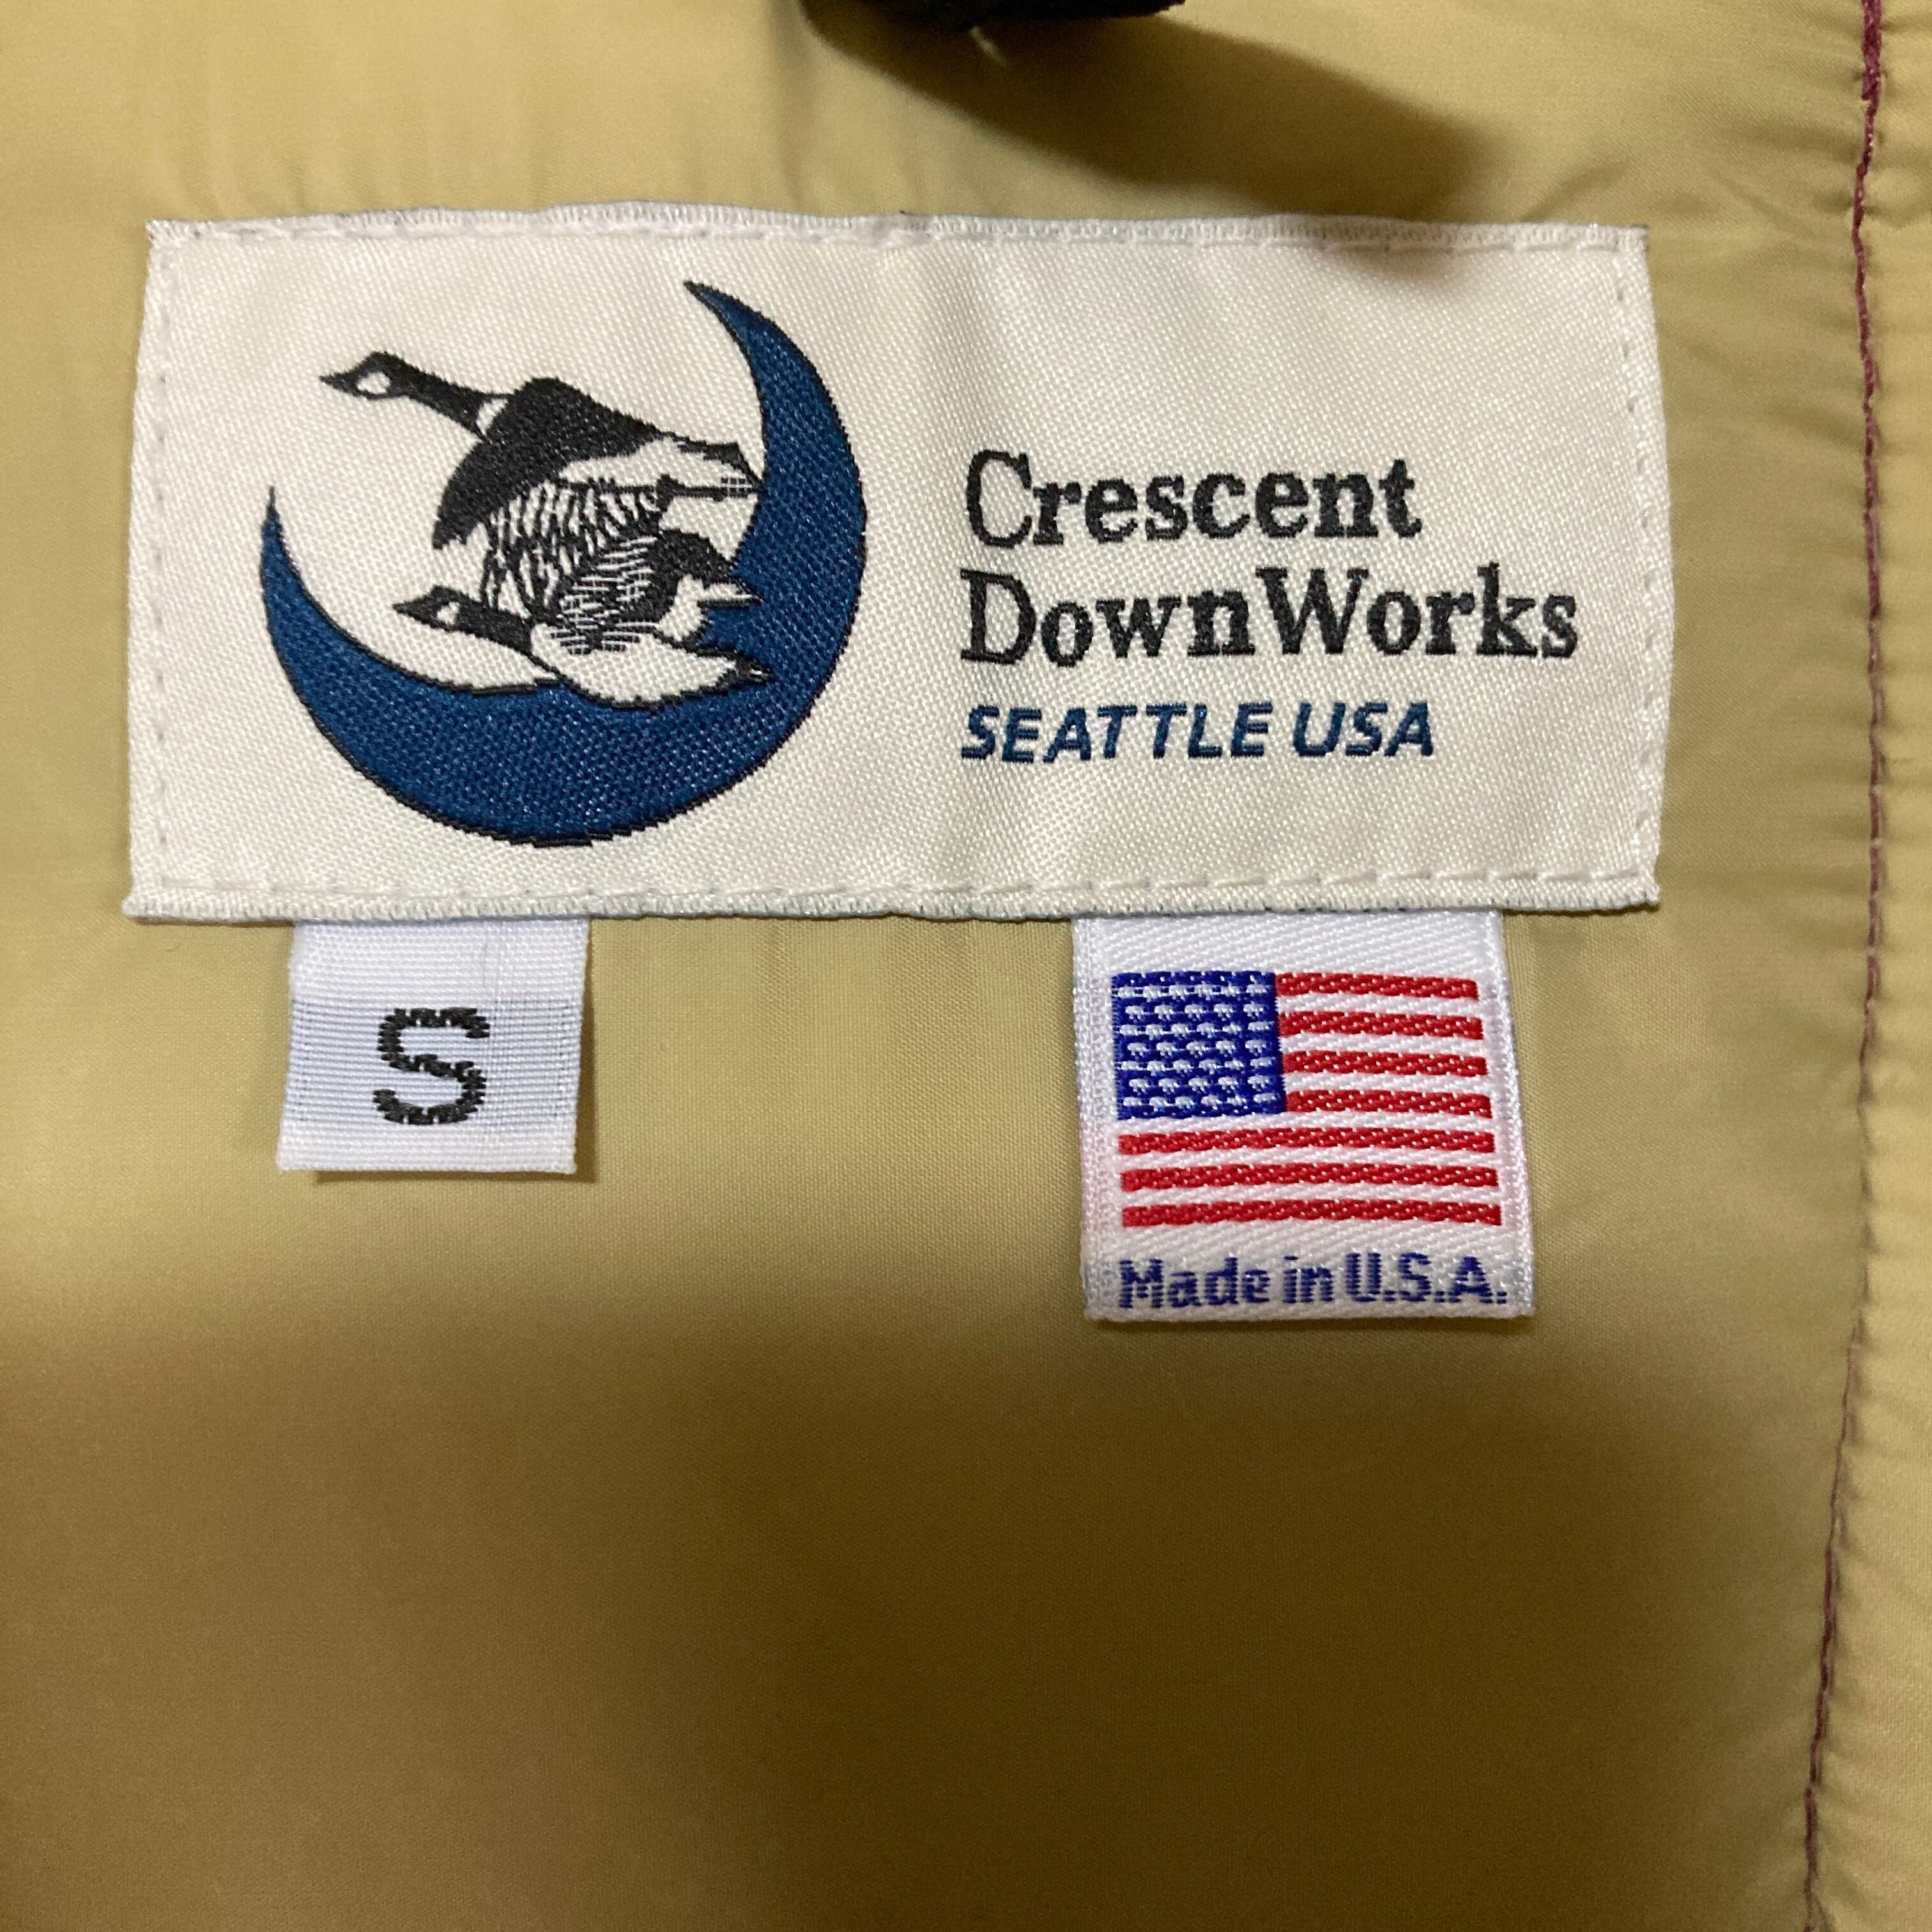 Crescent
DownWorks
SEATTLE USA
S
Made in U.S.A.